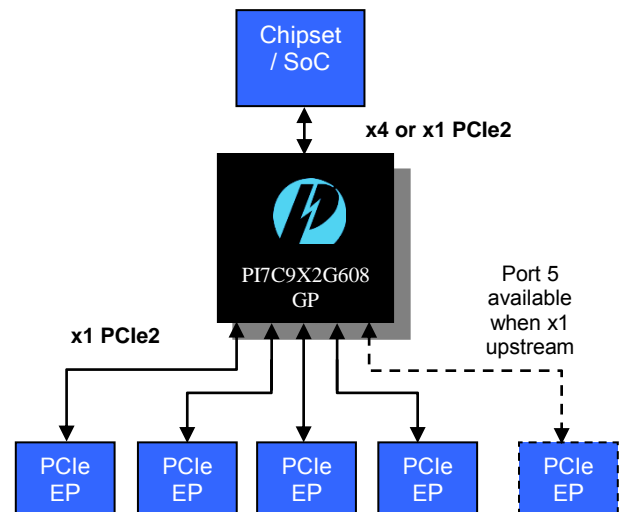 Chipset
/ SoC
x4 or x1 PCIe2
PI7C9X2G608
GP
Port 5
available
when x1
upstream
x1 PCIe2
PCIe
EP
PCIe
EP
PCIe
EP
PCIe
EP
PCIe
EP